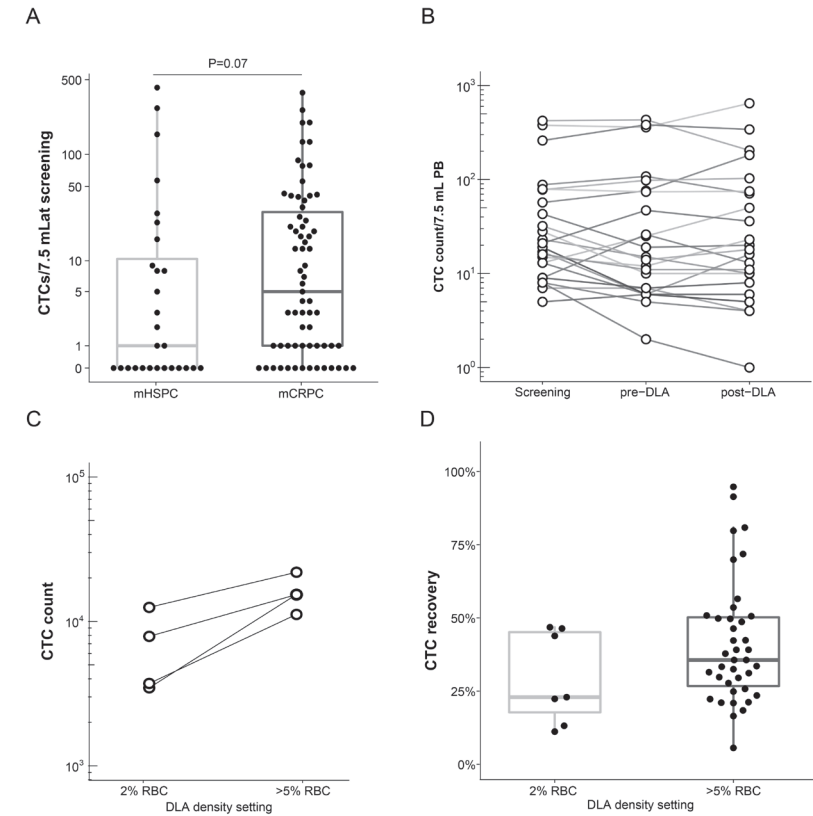 A
P=0.07
CTCs/7.5 mLat screening
500
100
50
10
5
1
0
mHSPC
mCRPC
B
CTC count/7.5 mL PB
10³
10²
10¹
10⁰
Screening
pre−DLA
post−DLA
C
CTC count
10⁵
10⁴
10³
2% RBC
>5% RBC
DLA density setting
D
CTC recovery
100%
75%
50%
25%
0%
2% RBC
>5% RBC
DLA density setting